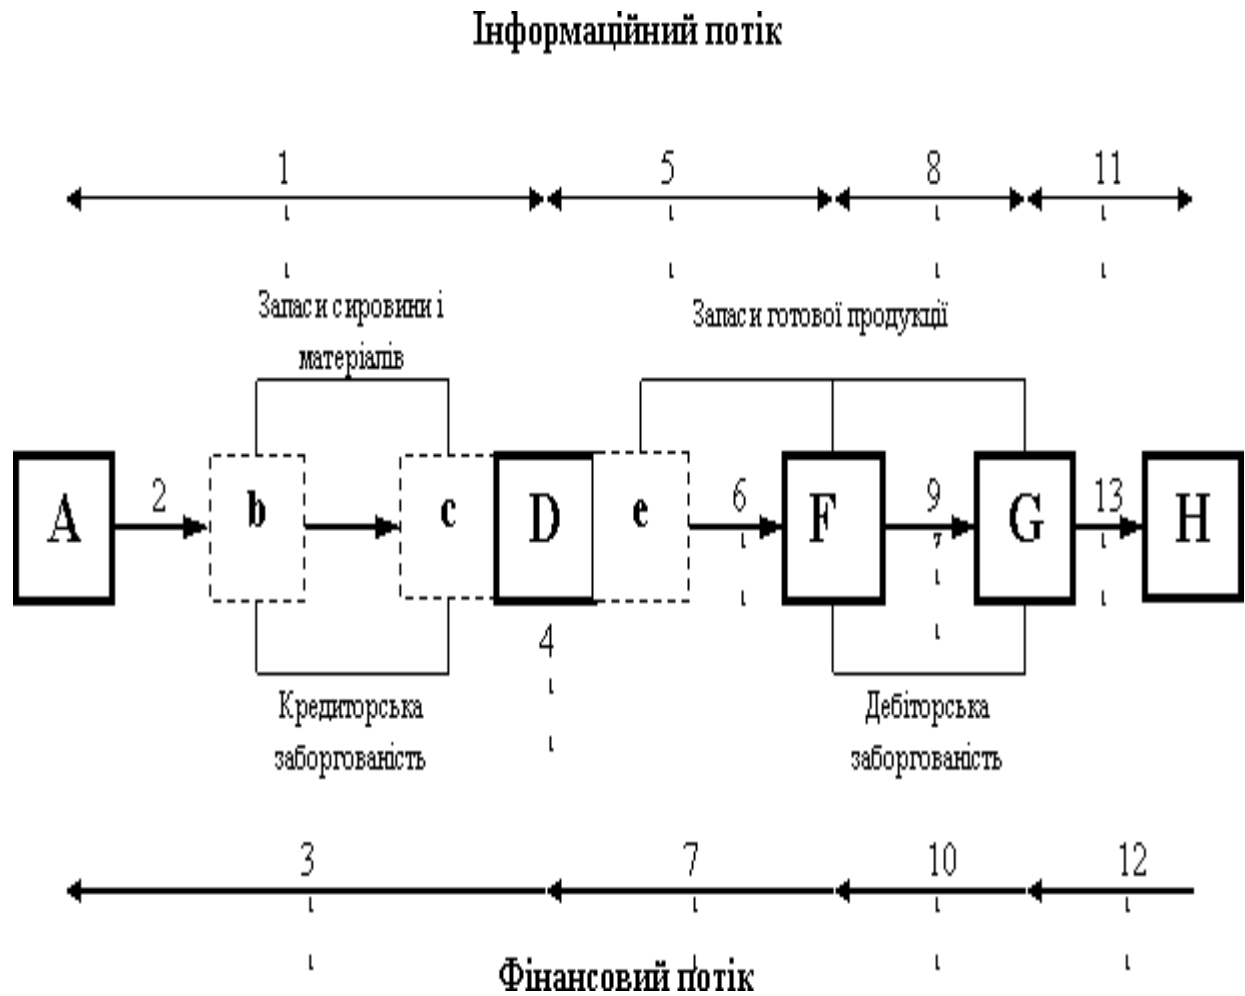 Інформаційний потік
1 5 8 11
Запаси сировини і
матеріалів
Запаси готової продукції
A 2 b c D e 6 F 9 G 13 H
4
Кредиторська
заборгованість
Дебіторська
заборгованість
3 7 10 12
Фінансовий потік